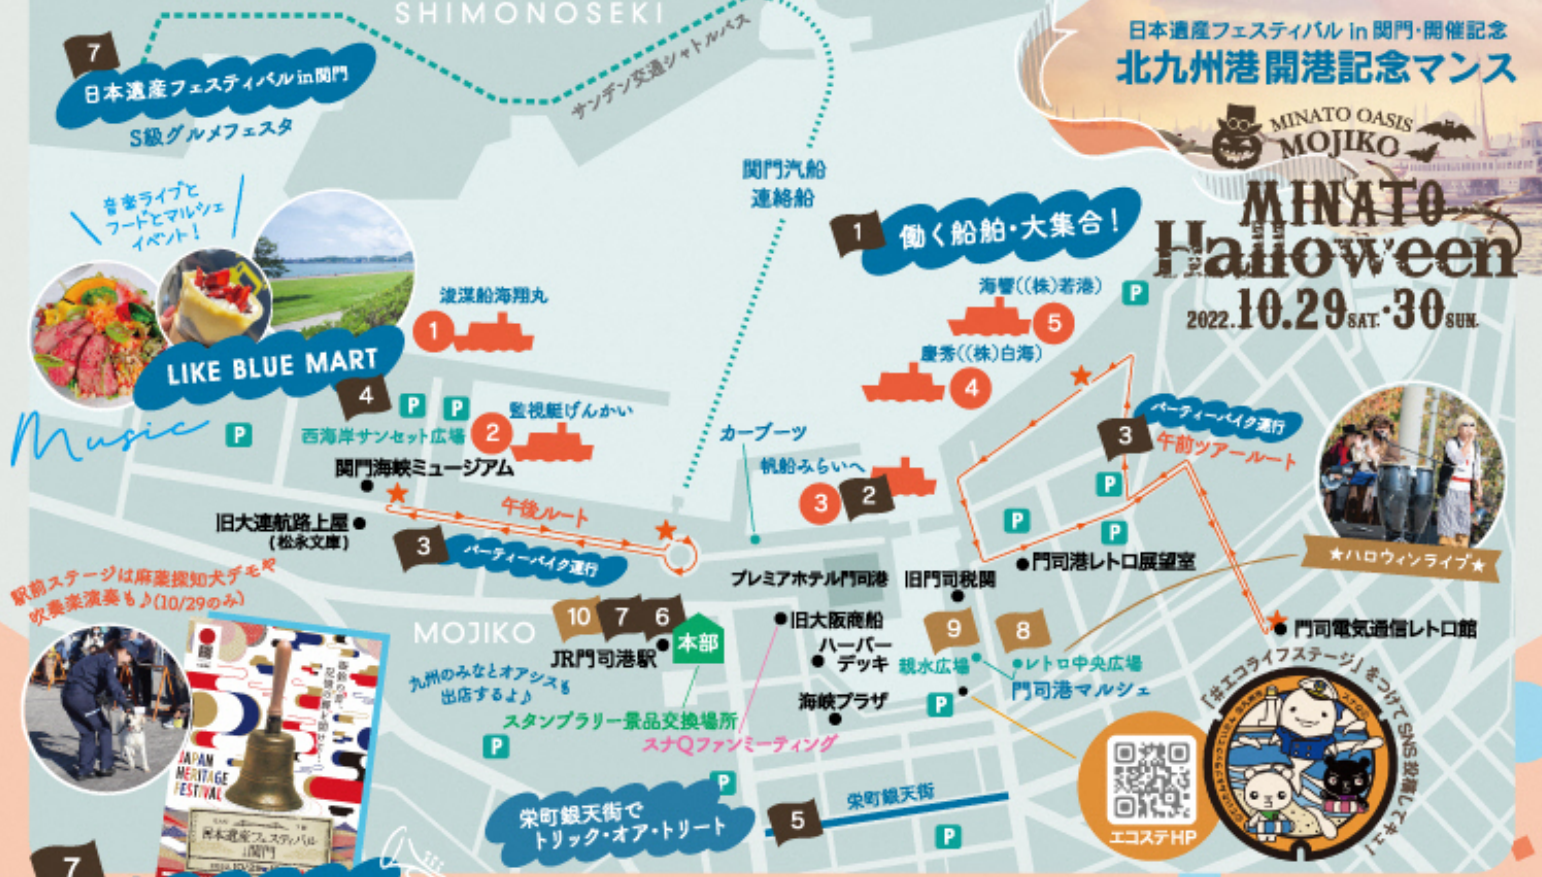 SHIMONOSEKI
サンデン交通シャトルバス
7
日本遺産フェスティバルin関門
S級グルメフェスタ
日本遺産フェスティバル in 関門・開催記念
北九州港開港記念マンス
MINATO OASIS
MOJIKO
MINATO
Halloween
2022.10.29SAT.・30SUN.
関門汽船
連絡船
1
働く船舶・大集合！
音楽ライブと
フードとマルシェ
イベント！
LIKE BLUE MART
4
Music
浚渫船海翔丸
1
海響((株)若港)
5
慶秀((株)白海)
4
P
P
P
P
監視艇げんかい
2
西海岸サンセット広場
関門海峡ミュージアム
旧大連航路上屋
(松永文庫)
午後ルート
3
パーティーバイク運行
カーブーツ
帆船みらいへ
3
2
3
パーティーバイク運行
午前ツアールート
P
P
P
門司港レトロ展望室
★ハロウィンライブ★
駅前ステージは麻薬探知犬デモや
吹奏楽演奏も♪(10/29のみ)
MOJIKO
10
7
6
本部
JR門司港駅
九州のみなとオアシスも
出店するよ♪
スタンプラリー景品交換場所
スナQファンミーティング
プレミアホテル門司港
旧門司税関
旧大阪商船
ハーバー
デッキ
海峡プラザ
9
8
親水広場
レトロ中央広場
門司港マルシェ
門司電気通信レトロ館
P
P
P
P
栄町銀天街で
トリック・オア・トリート
5
栄町銀天街
エコステHP
「#エコライフステージ」をつけてSNS投稿してキュ！
JAPAN
HERITAGE
FESTIVAL
日本遺産フェスティバル
in関門
7